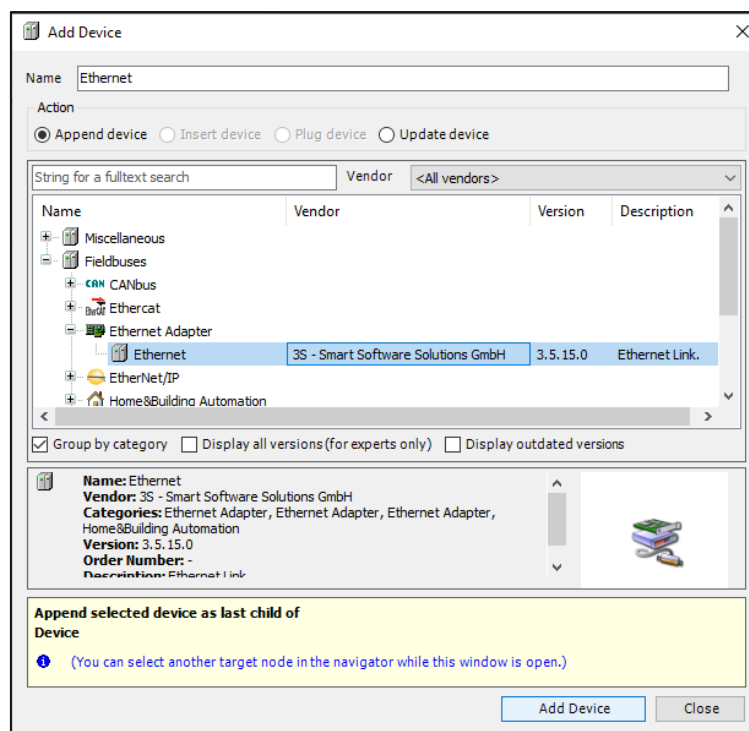 Add Device
Name Ethernet
Action
Append device Insert device Plug device Update device
String for a fulltext search Vendor <All vendors>
Name Vendor Version Description
Miscellaneous
Fieldbuses
CAN CANbus
Ethercat
Ethernet Adapter
Ethernet 3S - Smart Software Solutions GmbH 3.5.15.0 Ethernet Link.
EtherNet/IP
Home&Building Automation
Group by category Display all versions (for experts only) Display outdated versions
Name: Ethernet
Vendor: 3S - Smart Software Solutions GmbH
Categories: Ethernet Adapter, Ethernet Adapter, Ethernet Adapter,
Home&Building Automation
Version: 3.5.15.0
Order Number: -
Description: Ethernet Link
Append selected device as last child of
Device
(You can select another target node in the navigator while this window is open.)
Add Device Close